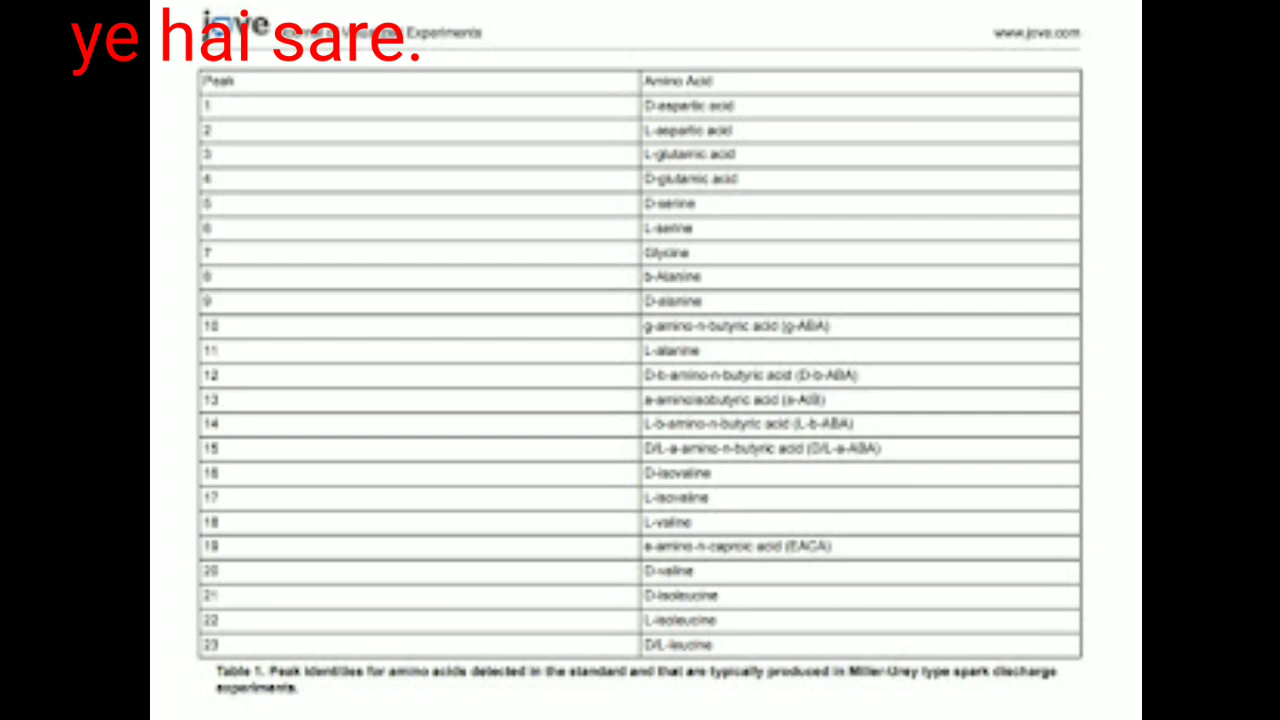 ye hai sare.
jove Experiments
www.jove.com
Peak Amino Acid
1 D-aspartic acid
2 L-aspartic acid
3 L-glutamic acid
4 D-glutamic acid
5 D-serine
6 L-serine
7 Glycine
8 b-Alanine
9 D-alanine
10 g-amino-n-butyric acid (g-ABA)
11 L-alanine
12 D-b-amino-n-butyric acid (D-b-ABA)
13 a-aminoisobutyric acid (a-AIB)
14 L-b-amino-n-butyric acid (L-b-ABA)
15 D/L-a-amino-n-butyric acid (D/L-a-ABA)
16 D-isovaline
17 L-isovaline
18 L-valine
19 e-amino-n-caproic acid (EACA)
20 D-valine
21 D-isoleucine
22 L-isoleucine
23 D/L-leucine
Table 1. Peak identities for amino acids detected in the standard and that are typically produced in Miller-Urey type spark discharge
experiments.